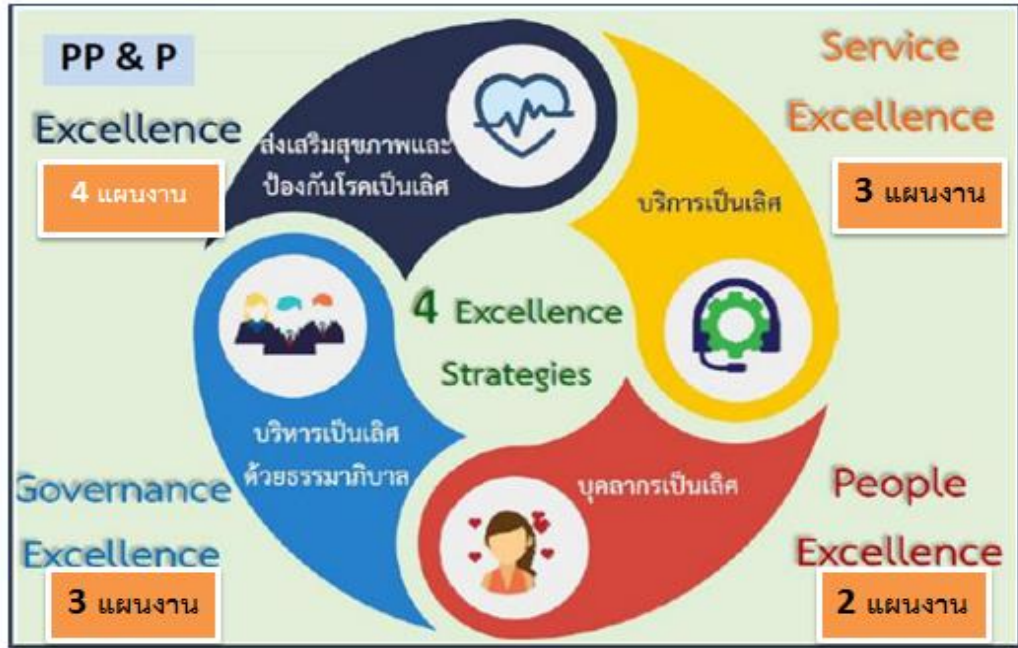 PP & P
Excellence
4 แผนงาน
ส่งเสริมสุขภาพและ
ป้องกันโรคเป็นเลิศ
Service
Excellence
3 แผนงาน
บริการเป็นเลิศ
4 Excellence
Strategies
บริหารเป็นเลิศ
ด้วยธรรมาภิบาล
Governance
Excellence
3 แผนงาน
บุคลากรเป็นเลิศ
People
Excellence
2 แผนงาน